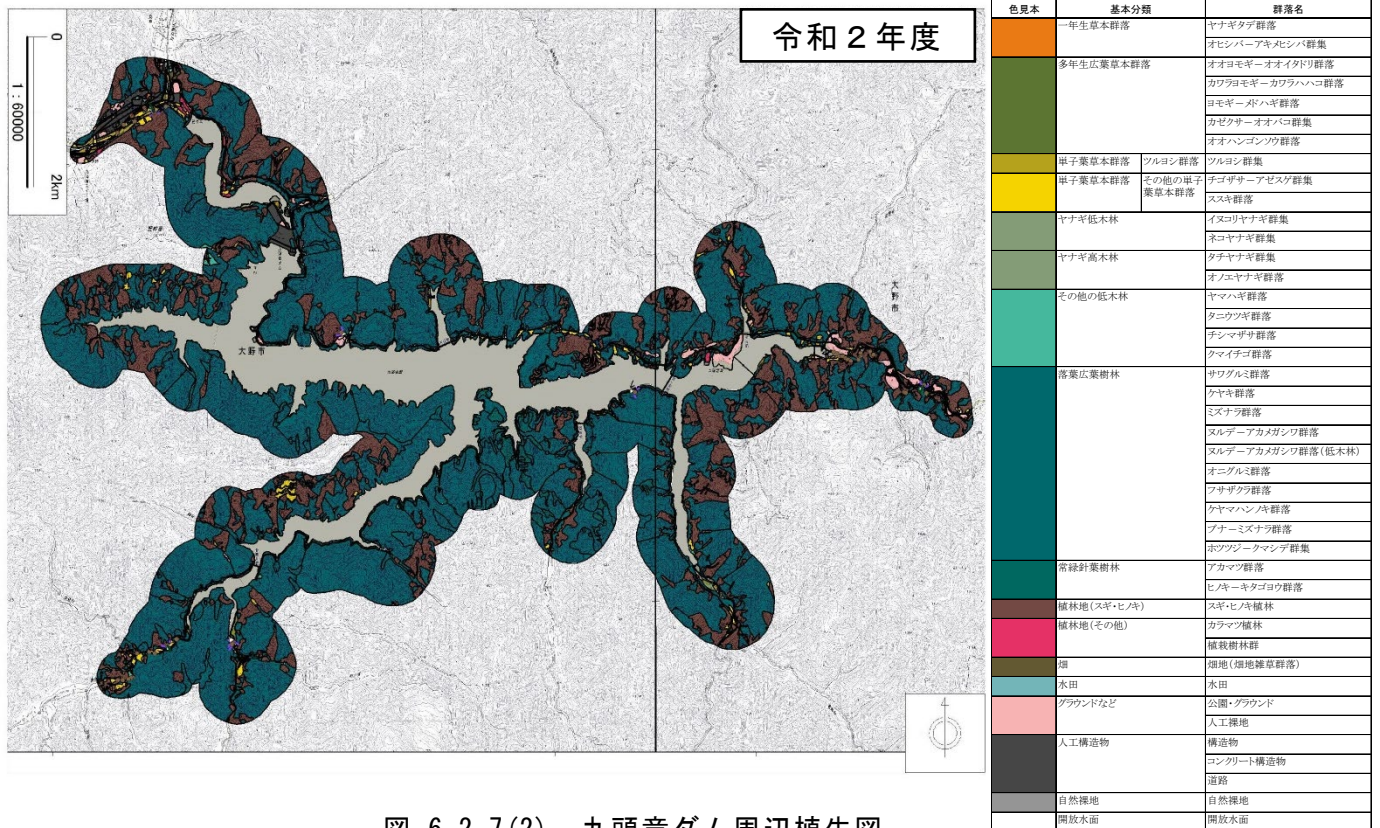 令和２年度
0
1 : 60000
2km
大野市
大野市
色見本 基本分類 群落名
一年生草本群落 ヤナギタデ群落
オヒシバーアキメヒシバ群集
多年生広葉草本群落 オオヨモギーオオイタドリ群落
カワラヨモギーカワラハハコ群落
ヨモギーメドハギ群落
カゼクサーオオバコ群集
オオハンゴンソウ群落
単子葉草本群落 ツルヨシ群落 ツルヨシ群集
単子葉草本群落 その他の単子葉草本群落 チゴザサーアゼスゲ群集
ススキ群落
ヤナギ低木林 イヌコリヤナギ群集
ネコヤナギ群集
ヤナギ高木林 タチヤナギ群集
オノエヤナギ群落
その他の低木林 ヤマハギ群落
タニウツギ群落
チシマザサ群落
クマイチゴ群落
落葉広葉樹林 サワグルミ群落
ケヤキ群落
ミズナラ群落
ヌルデーアカメガシワ群落
ヌルデーアカメガシワ群落(低木林)
オニグルミ群落
フサザクラ群落
ケヤマハンノキ群落
ブナーミズナラ群落
ホツツジークマシデ群集
常緑針葉樹林 アカマツ群落
ヒノキーキタゴヨウ群落
植林地(スギ・ヒノキ) スギ・ヒノキ植林
植林地(その他) カラマツ植林
植栽樹林群
畑 畑地(畑地雑草群落)
水田 水田
グラウンドなど 公園・グラウンド
人工裸地
人工構造物 構造物
コンクリート構造物
道路
自然裸地 自然裸地
開放水面 開放水面
図 6.2-7(2) 九頭竜ダム周辺植生図